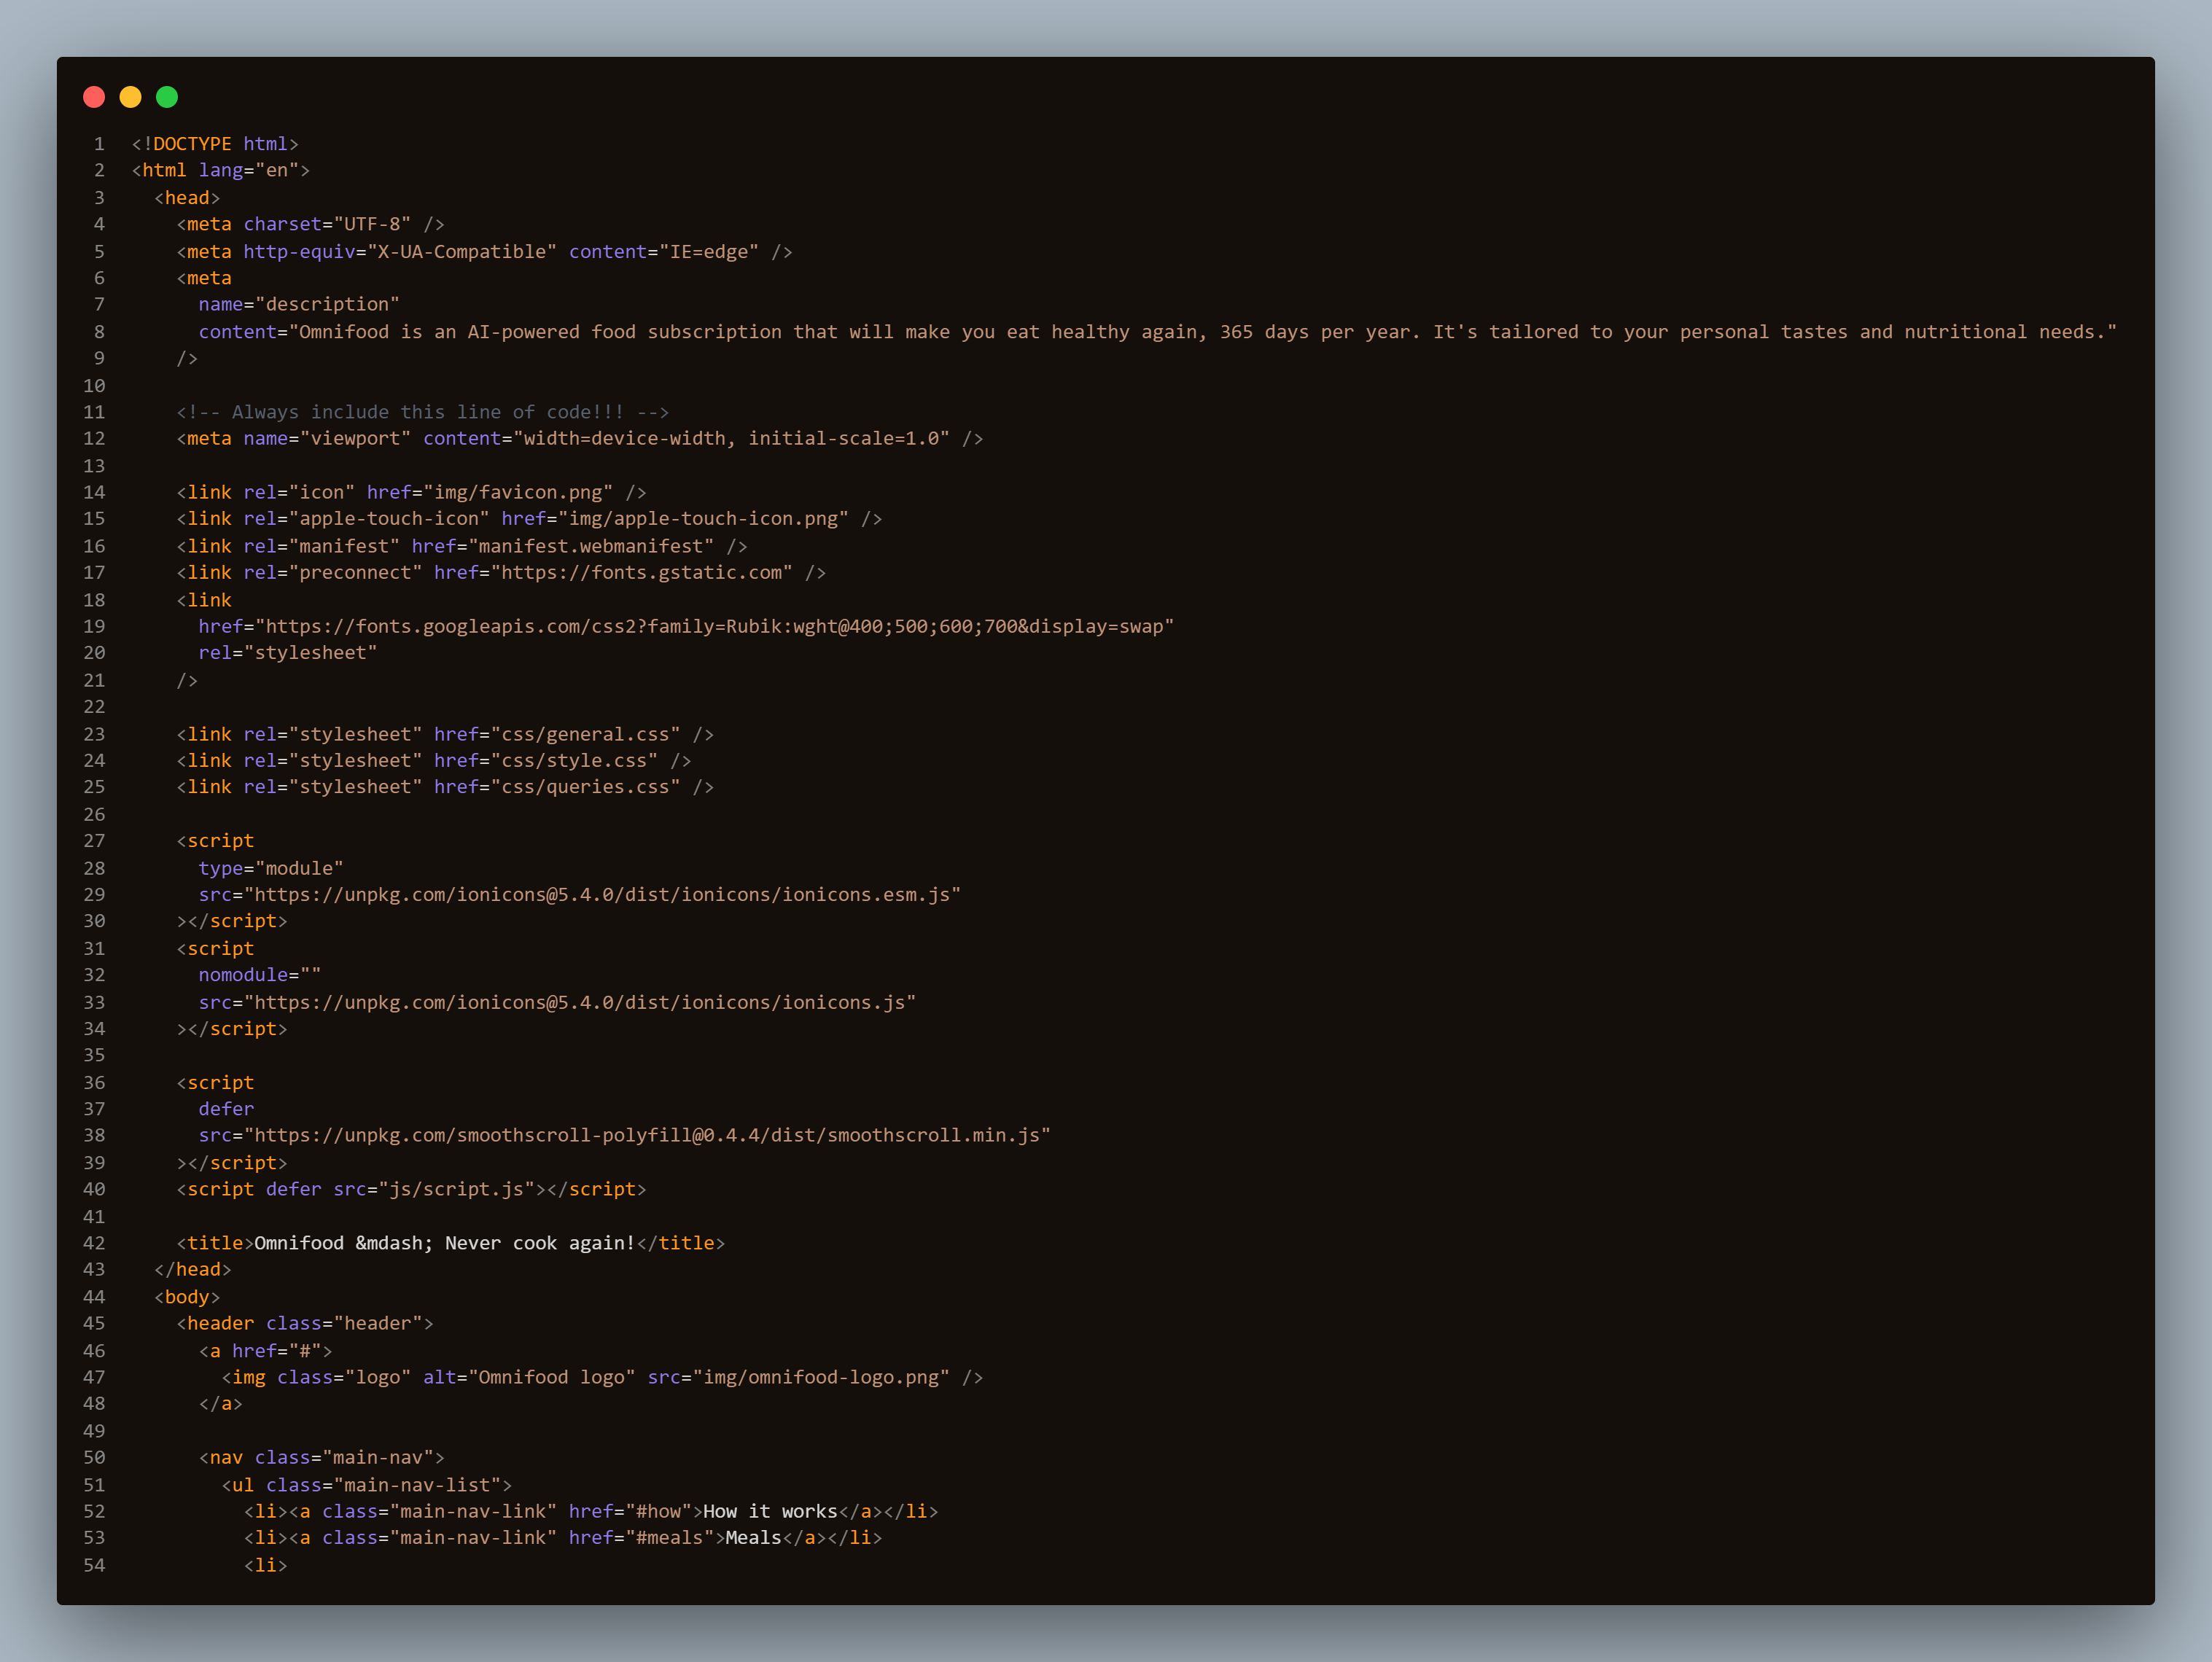 1 <!DOCTYPE html>
2 <html lang="en">
3   <head>
4     <meta charset="UTF-8" />
5     <meta http-equiv="X-UA-Compatible" content="IE=edge" />
6     <meta
7       name="description"
8       content="Omnifood is an AI-powered food subscription that will make you eat healthy again, 365 days per year. It's tailored to your personal tastes and nutritional needs."
9     />
10
11     <!-- Always include this line of code!!! -->
12     <meta name="viewport" content="width=device-width, initial-scale=1.0" />
13
14     <link rel="icon" href="img/favicon.png" />
15     <link rel="apple-touch-icon" href="img/apple-touch-icon.png" />
16     <link rel="manifest" href="manifest.webmanifest" />
17     <link rel="preconnect" href="https://fonts.gstatic.com" />
18     <link
19       href="https://fonts.googleapis.com/css2?family=Rubik:wght@400;500;600;700&display=swap"
20       rel="stylesheet"
21     />
22
23     <link rel="stylesheet" href="css/general.css" />
24     <link rel="stylesheet" href="css/style.css" />
25     <link rel="stylesheet" href="css/queries.css" />
26
27     <script
28       type="module"
29       src="https://unpkg.com/ionicons@5.4.0/dist/ionicons/ionicons.esm.js"
30     ></script>
31     <script
32       nomodule=""
33       src="https://unpkg.com/ionicons@5.4.0/dist/ionicons/ionicons.js"
34     ></script>
35
36     <script
37       defer
38       src="https://unpkg.com/smoothscroll-polyfill@0.4.4/dist/smoothscroll.min.js"
39     ></script>
40     <script defer src="js/script.js"></script>
41
42     <title>Omnifood &mdash; Never cook again!</title>
43   </head>
44   <body>
45     <header class="header">
46       <a href="#">
47         <img class="logo" alt="Omnifood logo" src="img/omnifood-logo.png" />
48       </a>
49
50       <nav class="main-nav">
51         <ul class="main-nav-list">
52           <li><a class="main-nav-link" href="#how">How it works</a></li>
53           <li><a class="main-nav-link" href="#meals">Meals</a></li>
54           <li>